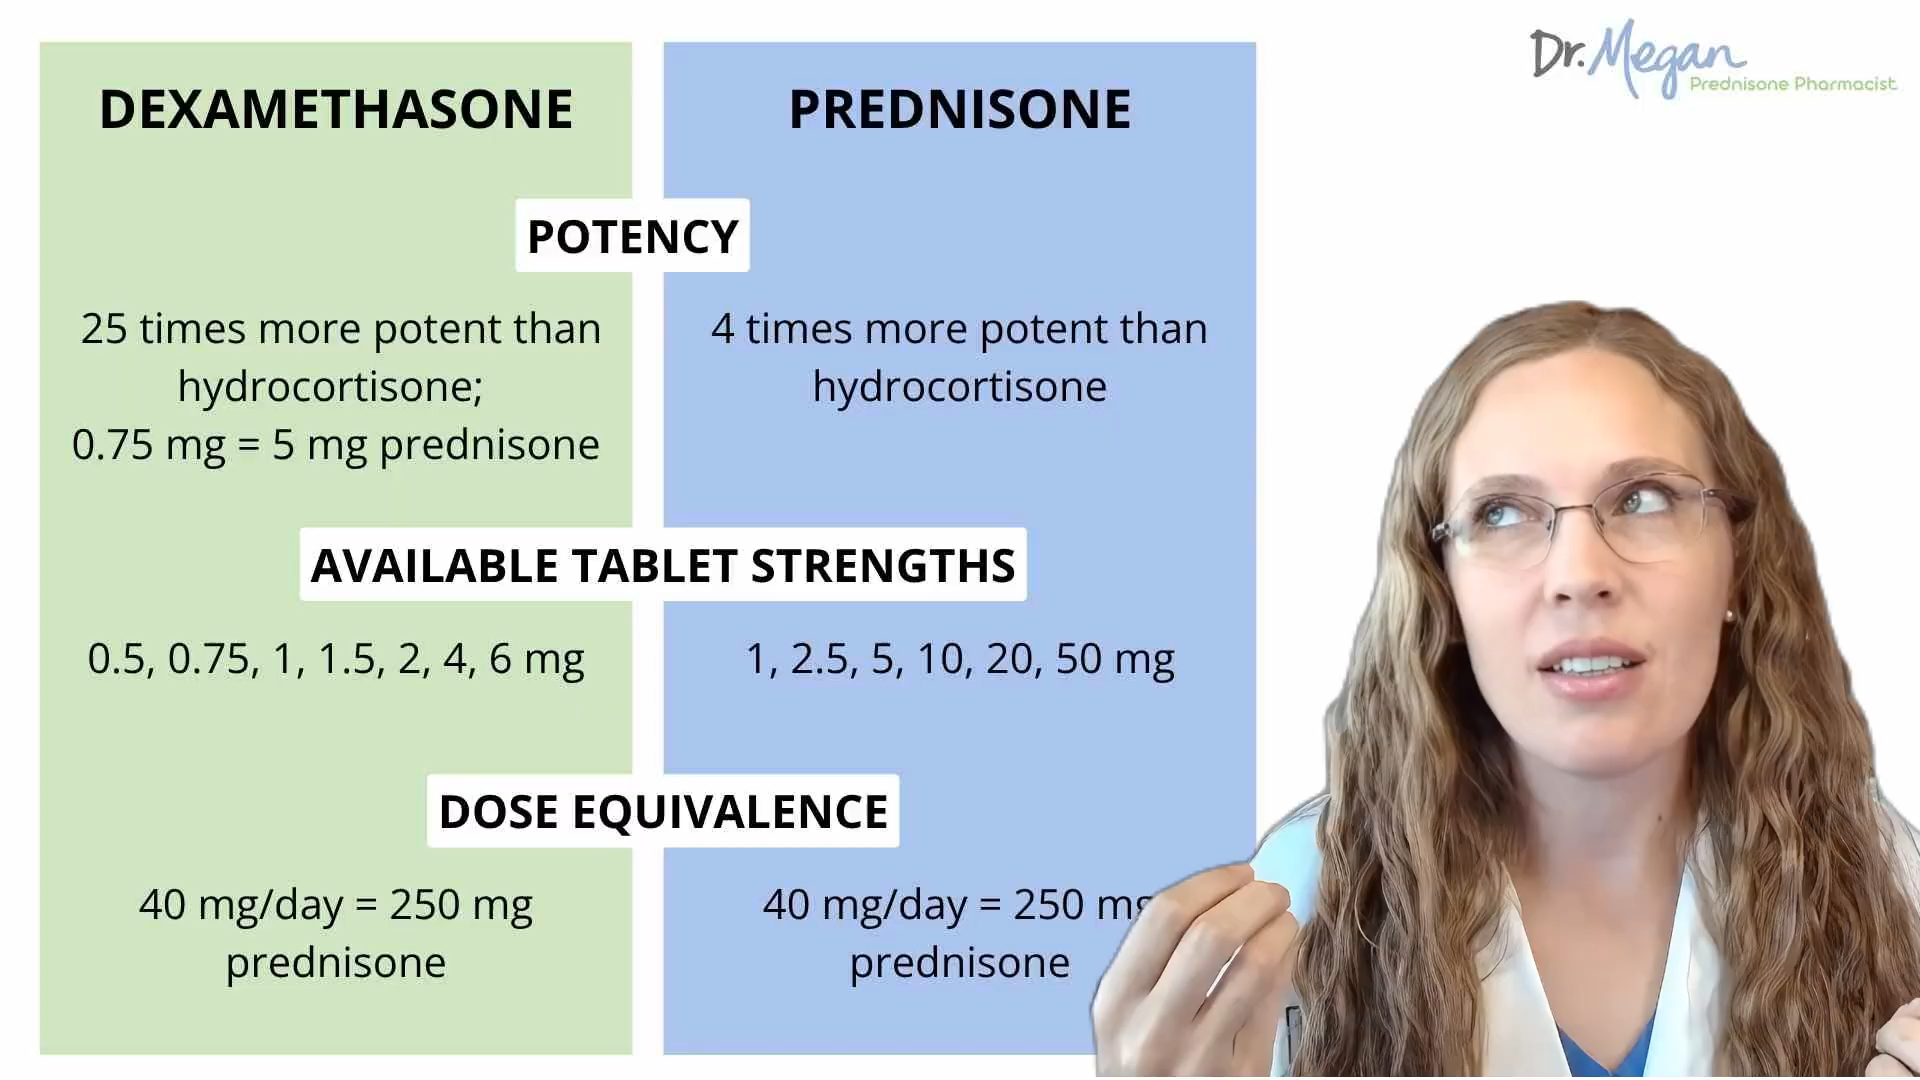 Dr. Megan
Prednisone Pharmacist
DEXAMETHASONE
PREDNISONE
POTENCY
25 times more potent than
hydrocortisone;
0.75 mg = 5 mg prednisone
4 times more potent than
hydrocortisone
AVAILABLE TABLET STRENGTHS
0.5, 0.75, 1, 1.5, 2, 4, 6 mg
1, 2.5, 5, 10, 20, 50 mg
DOSE EQUIVALENCE
40 mg/day = 250 mg
prednisone
40 mg/day = 250 mg
prednisone